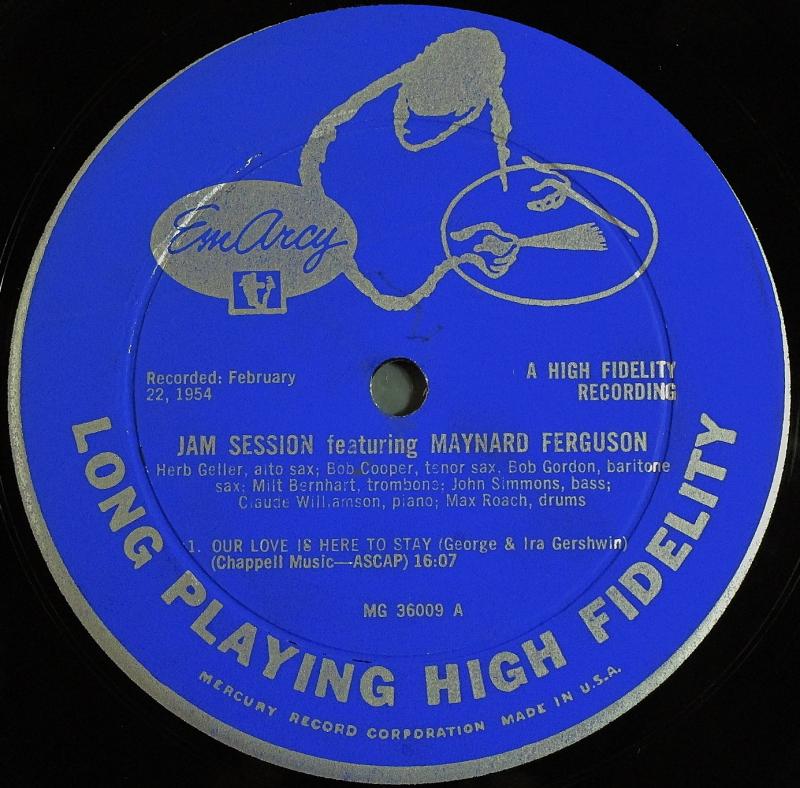 EmArcy
Recorded: February
22, 1954
A HIGH FIDELITY
RECORDING
JAM SESSION featuring MAYNARD FERGUSON
Herb Geller, alto sax; Bob Cooper, tenor sax, Bob Gordon, baritone
sax; Milt Bernhart, trombone; John Simmons, bass;
Claude Williamson, piano; Max Roach, drums
1. OUR LOVE IS HERE TO STAY (George & Ira Gershwin)
(Chappell Music—ASCAP) 16:07
MG 36009 A
LONG PLAYING HIGH FIDELITY
MERCURY RECORD CORPORATION MADE IN U.S.A.